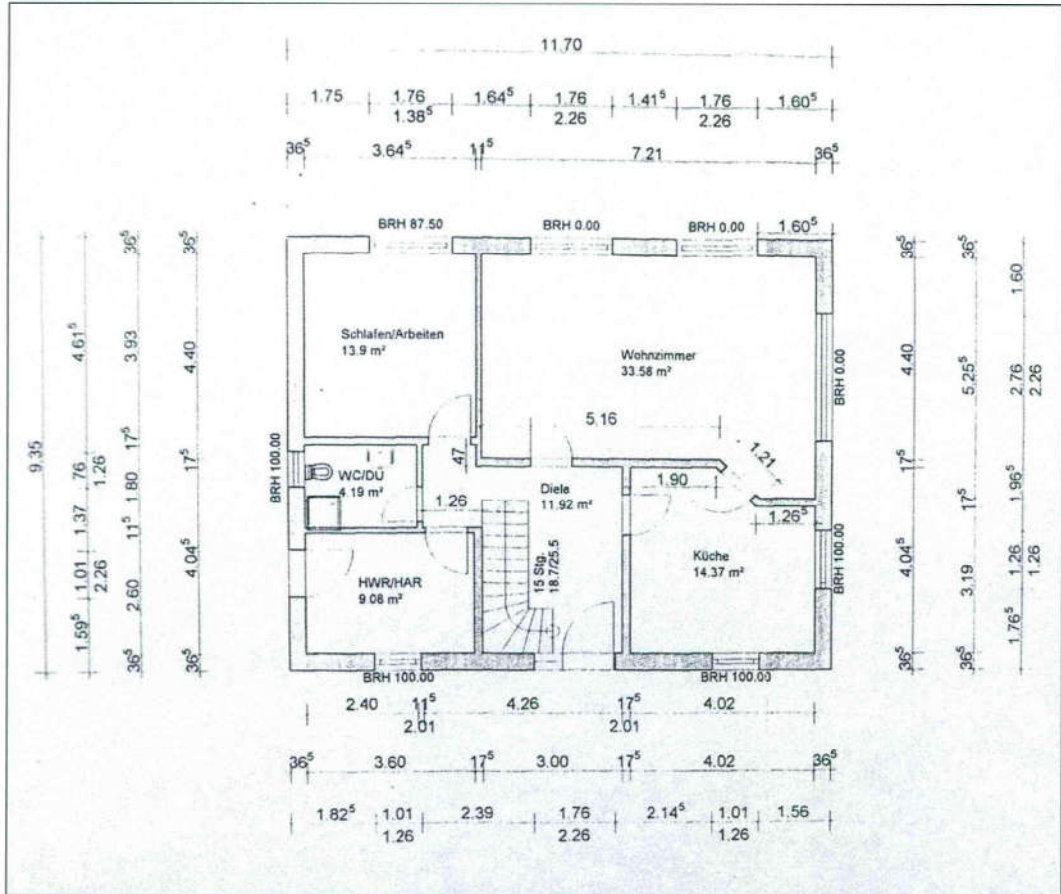 11.70
1.75 1.76 1.64⁵ 1.76 1.41⁵ 1.76 1.60⁵
1.38⁵ 2.26 2.26
36⁵ 3.64⁵ 11⁵ 7.21 36⁵
BRH 87.50 BRH 0.00 BRH 0.00 1.60⁵
9.35
4.61⁵ 76 1.37 1.01 1.59⁵
1.26 2.26
36⁵ 3.93 17⁵ 1.80 11⁵ 2.60 36⁵
36⁵ 4.40 17⁵ 4.04⁵ 36⁵
BRH 100.00
Schlafen/Arbeiten
13.9 m²
Wohnzimmer
33.58 m²
5.16
47
1.21
WC/DU
4.19 m²
1.26
Diele
11.92 m²
1.90
1.26⁵
Küche
14.37 m²
15 Stg.
18.7/25.5
HWR/HAR
9.08 m²
BRH 0.00
BRH 100.00
36⁵ 4.40 17⁵ 4.04⁵ 36⁵
36⁵ 5.25⁵ 17⁵ 3.19 36⁵
1.60 2.76 1.96⁵ 1.26 1.76⁵
2.26 1.26
BRH 100.00 BRH 100.00
2.40 11⁵ 4.26 17⁵ 4.02
2.01 2.01
36⁵ 3.60 17⁵ 3.00 17⁵ 4.02 36⁵
1.82⁵ 1.01 2.39 1.76 2.14⁵ 1.01 1.56
1.26 2.26 1.26